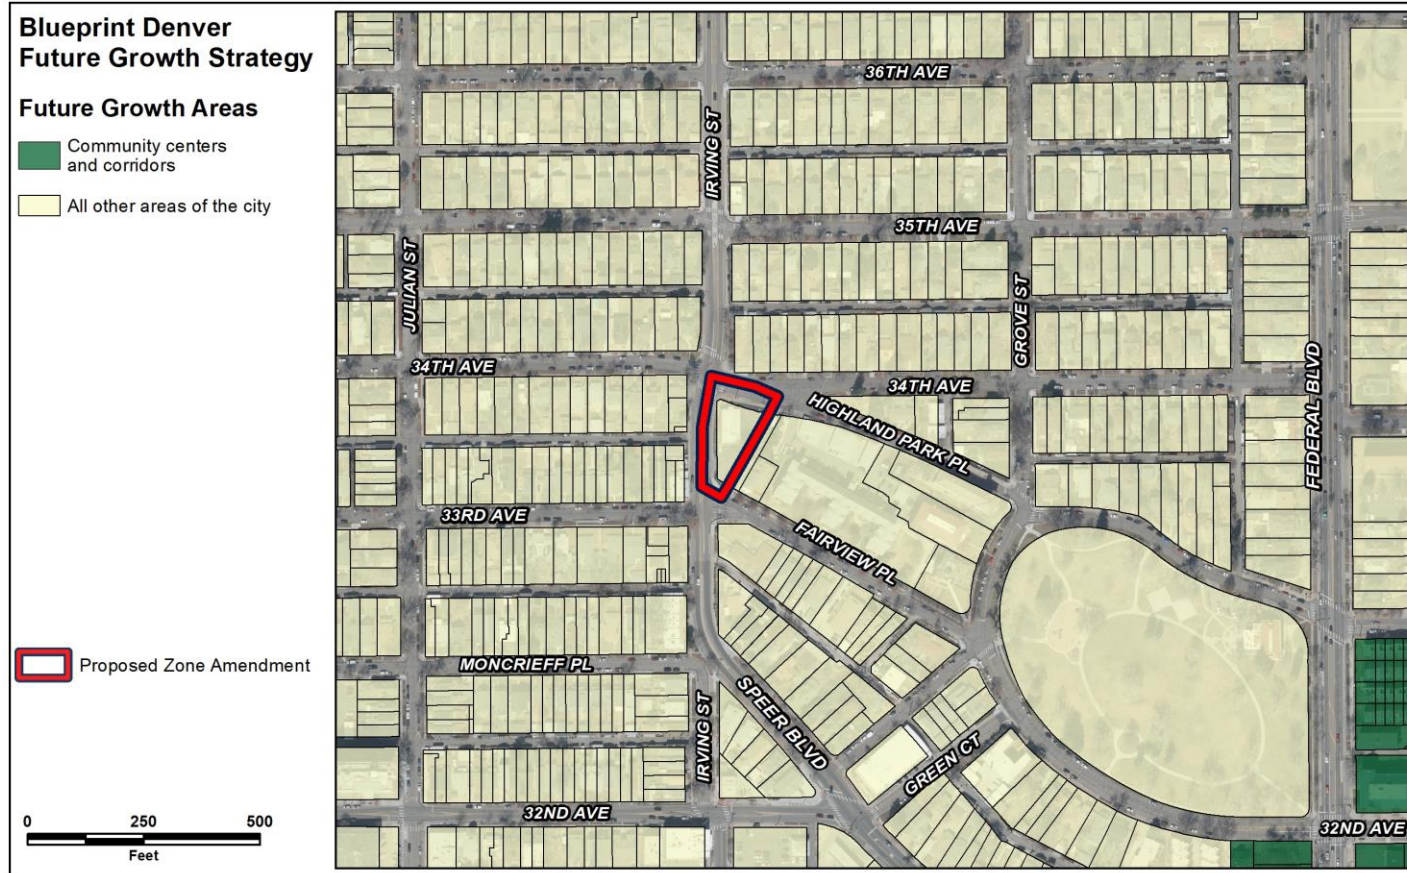 Blueprint Denver
Future Growth Strategy
Future Growth Areas
Community centers
and corridors
All other areas of the city
Proposed Zone Amendment
0 250 500
Feet
36TH AVE
IRVING ST
35TH AVE
JULIAN ST
GROVE ST
34TH AVE
34TH AVE
FEDERAL BLVD
HIGHLAND PARK PL
33RD AVE
FAIRVIEW PL
MONCRIEFF PL
SPEER BLVD
IRVING ST
GREEN CT
32ND AVE
32ND AVE